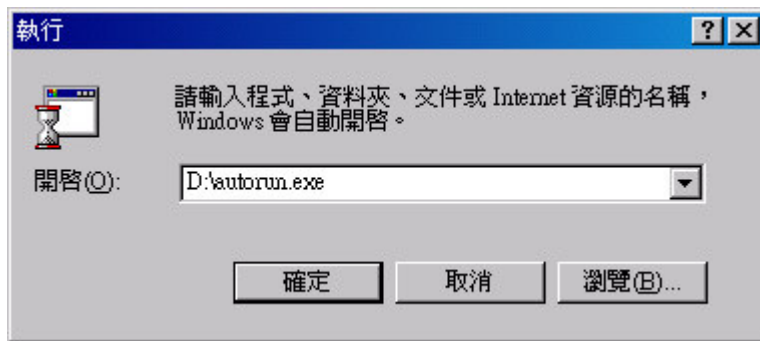 執行
請輸入程式、資料夾、文件或 Internet 資源的名稱,
Windows 會自動開啟。
開啟(O):
D:\autorun.exe
確定
取消
瀏覽(B)...